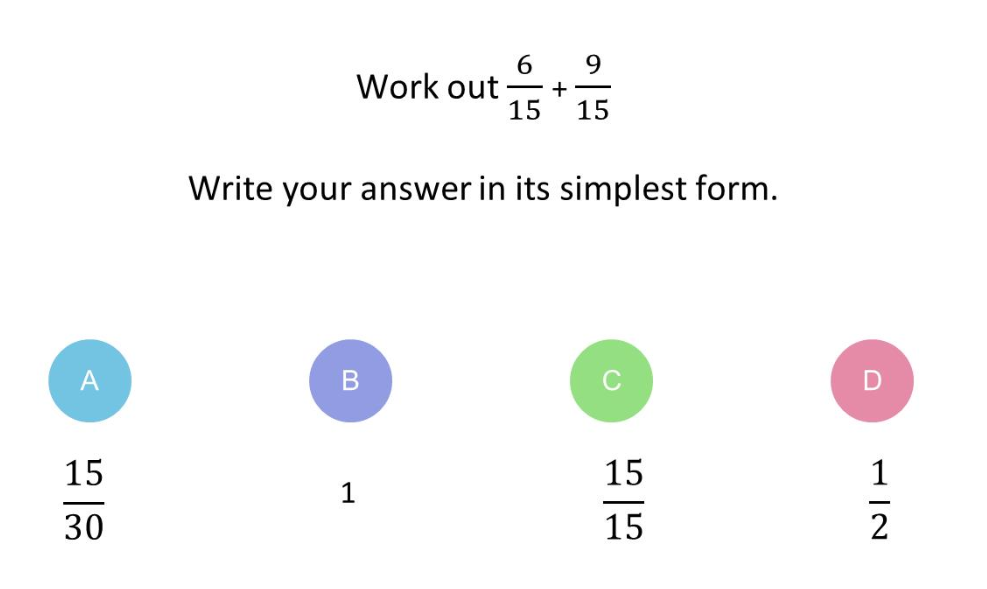 Work out 6/15 + 9/15
Write your answer in its simplest form.
A B C D
15/30 1 15/15 1/2